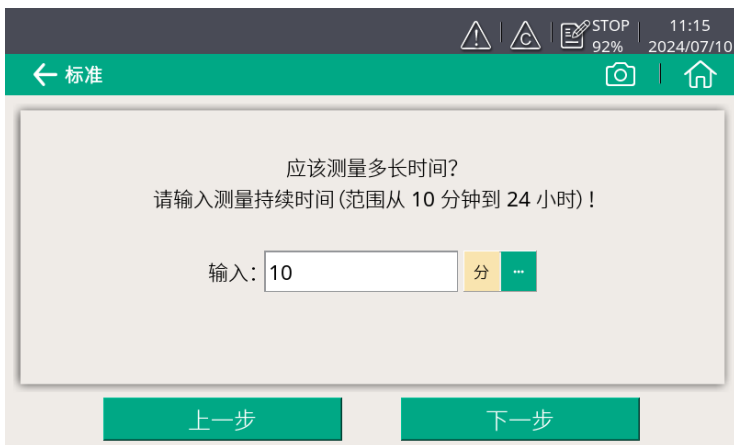 STOP 11:15
92% 2024/07/10
标准
应该测量多长时间?
请输入测量持续时间(范围从 10 分钟到 24 小时)!
输入: 10 分 ...
上一步 下一步